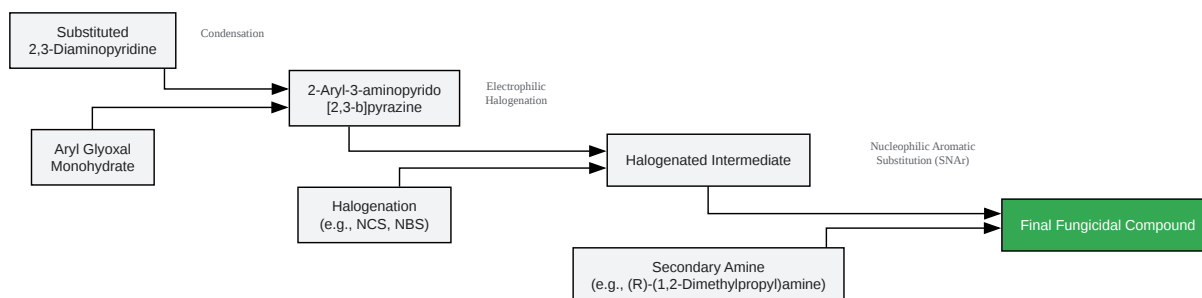 Substituted
2,3-Diaminopyridine
Condensation
Aryl Glyoxal
Monohydrate
2-Aryl-3-aminopyrido
[2,3-b]pyrazine
Electrophilic
Halogenation
Halogenation
(e.g., NCS, NBS)
Halogenated Intermediate
Nucleophilic Aromatic
Substitution (SNAr)
Secondary Amine
(e.g., (R)-(1,2-Dimethylpropyl)amine)
Final Fungicidal Compound